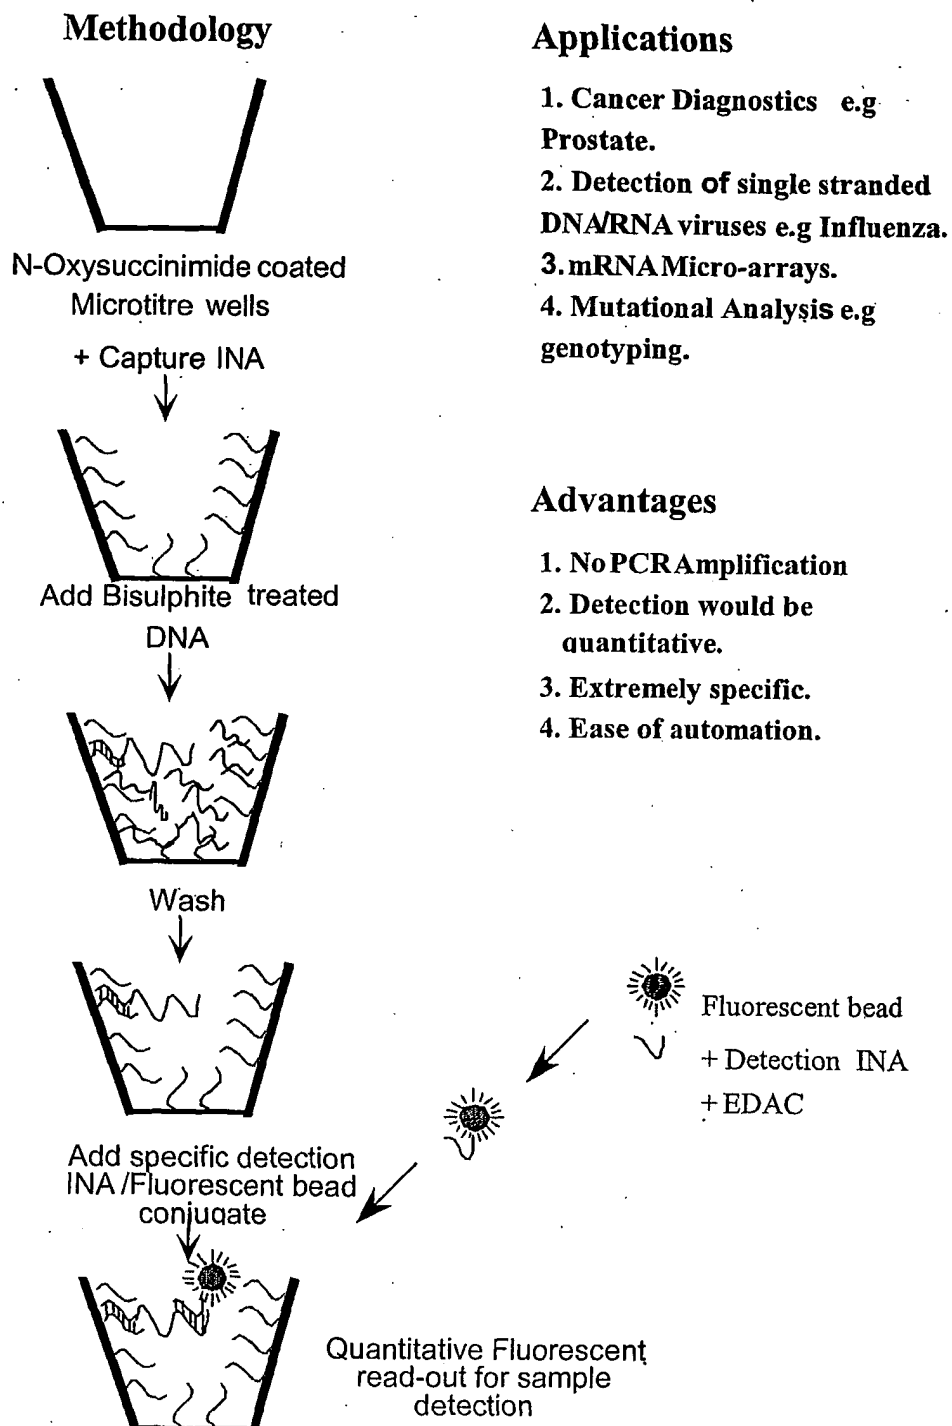 Methodology
N-Oxysuccinimide coated
Microtitre wells
+ Capture INA
Add Bisulphite treated
DNA
Wash
Add specific detection
INA/Fluorescent bead
conjugate
Fluorescent bead
+ Detection INA
+ EDAC
Quantitative Fluorescent
read-out for sample
detection
Applications
1. Cancer Diagnostics e.g
Prostate.
2. Detection of single stranded
DNA/RNA viruses e.g Influenza.
3. mRNA Micro-arrays.
4. Mutational Analysis e.g
genotyping.
Advantages
1. No PCR Amplification
2. Detection would be
quantitative.
3. Extremely specific.
4. Ease of automation.